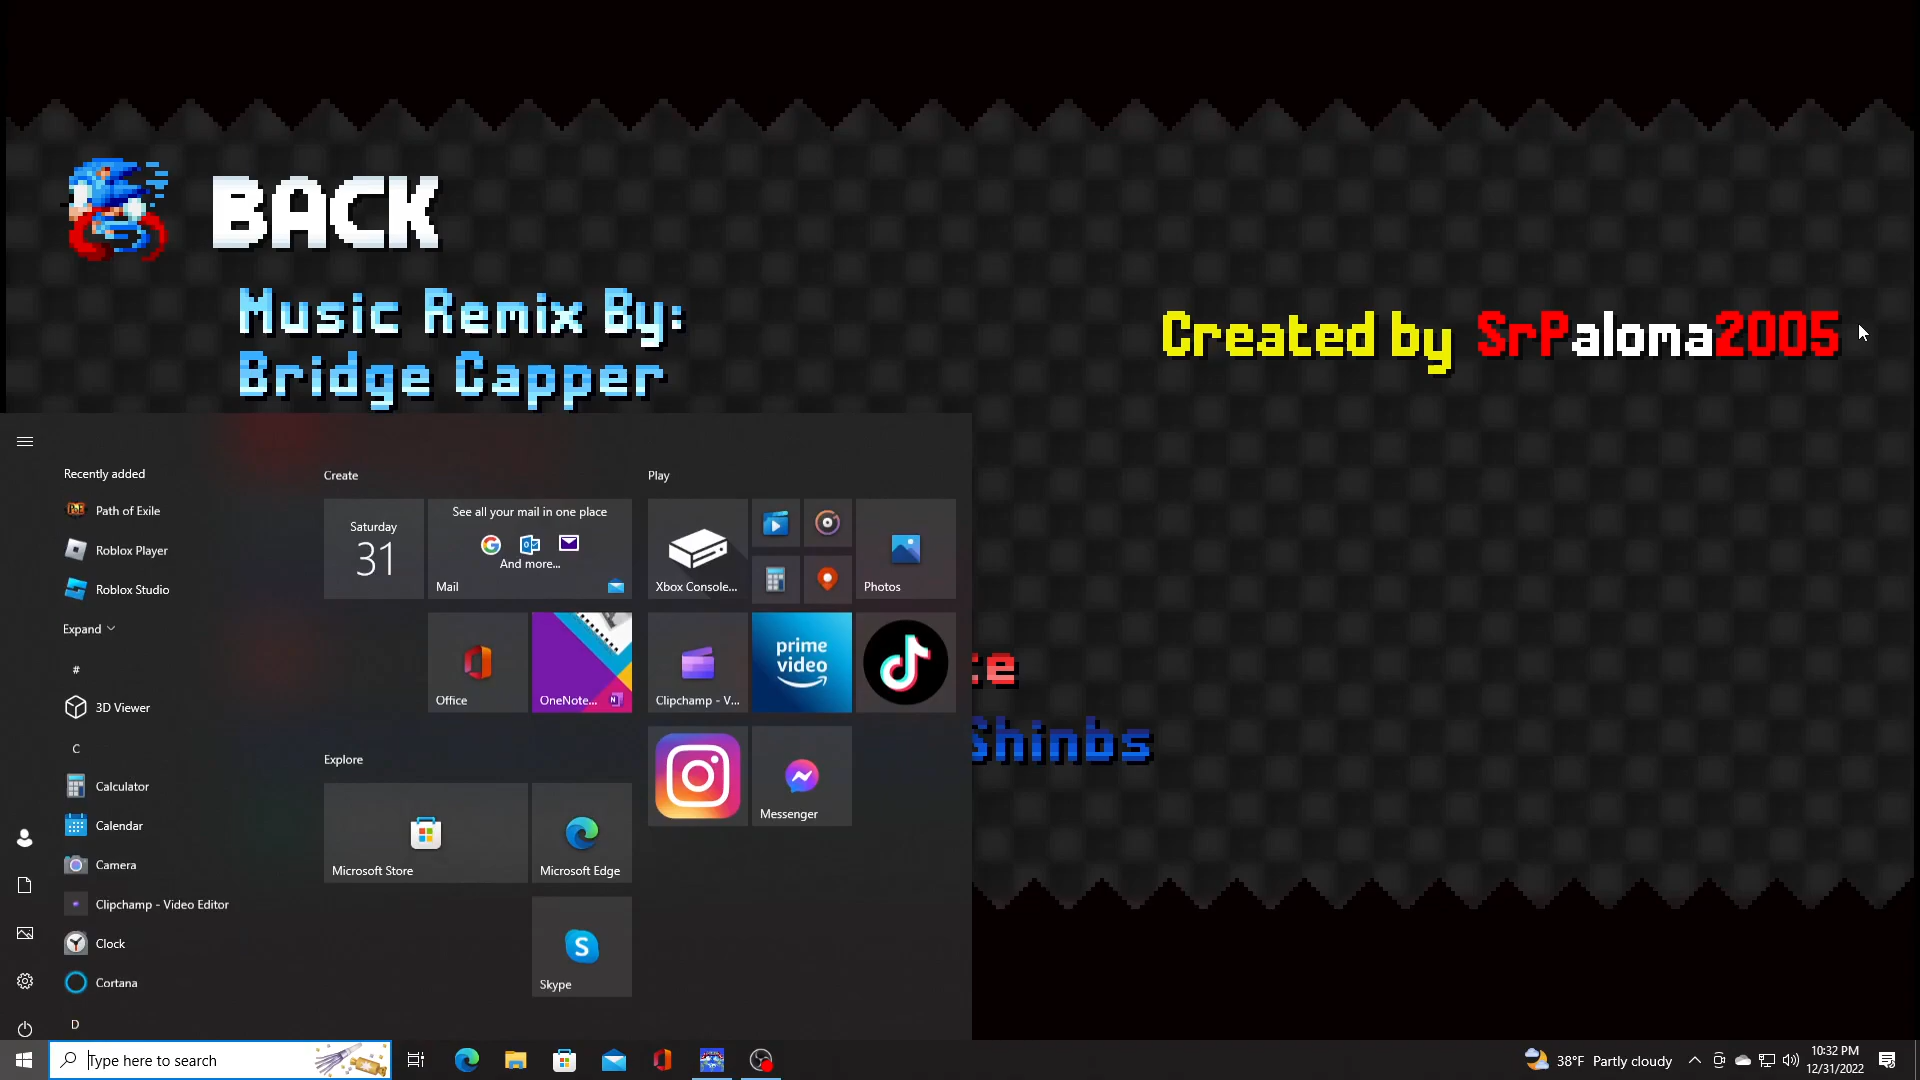 BACK
Music Remix By:
Bridge Capper
Created by SrPaloma2005
Recently added
Path of Exile
Roblox Player
Roblox Studio
Expand
#
3D Viewer
C
Calculator
Calendar
Camera
Clipchamp - Video Editor
Clock
Cortana
D
Create
Saturday
31
See all your mail in one place
And more...
Mail
Office
OneNote...
Explore
Microsoft Store
Microsoft Edge
Skype
Play
Xbox Console...
Photos
Clipchamp - V...
prime
video
Messenger
Shinbs
Type here to search
38°F Partly cloudy
10:32 PM
12/31/2022